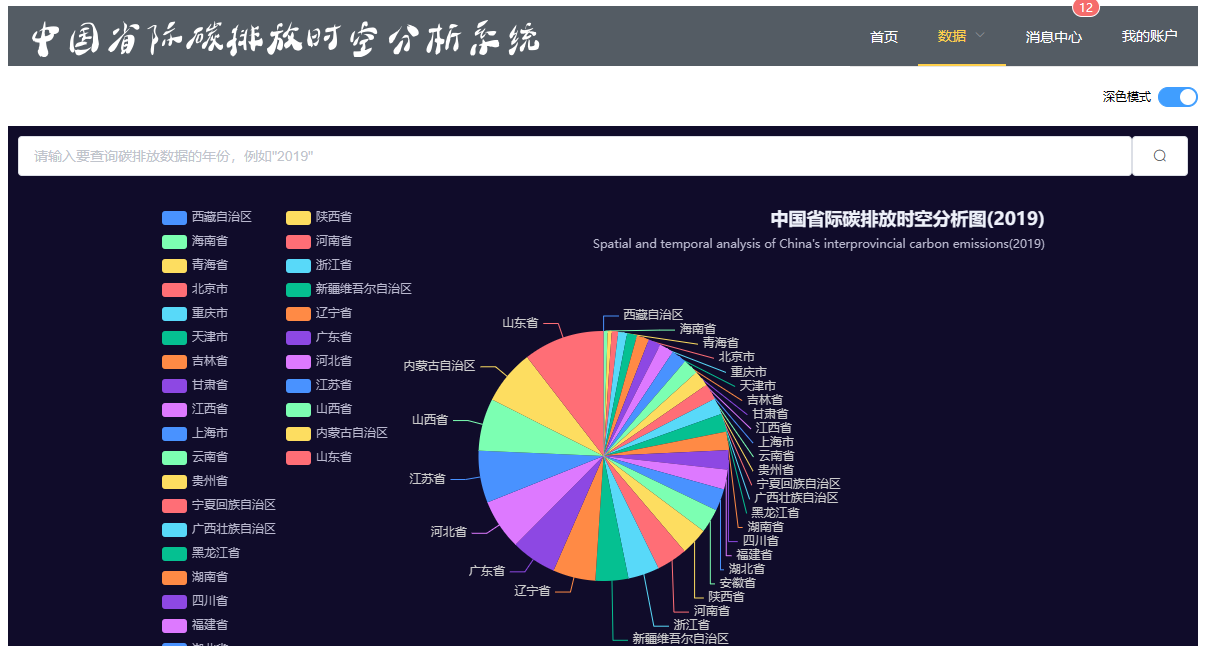 中国省际碳排放时空分析系统
首页
数据
12
消息中心
我的账户
深色模式
请输入要查询碳排放数据的年份，例如"2019"
中国省际碳排放时空分析图(2019)
Spatial and temporal analysis of China's interprovincial carbon emissions(2019)
西藏自治区
海南省
青海省
北京市
重庆市
天津市
吉林省
甘肃省
江西省
上海市
云南省
贵州省
宁夏回族自治区
广西壮族自治区
黑龙江省
湖南省
四川省
福建省
陕西省
河南省
浙江省
新疆维吾尔自治区
辽宁省
广东省
河北省
江苏省
山西省
内蒙古自治区
山东省
西藏自治区
海南省
青海省
北京市
重庆市
天津市
吉林省
甘肃省
江西省
上海市
云南省
贵州省
宁夏回族自治区
广西壮族自治区
黑龙江省
湖南省
四川省
福建省
湖北省
安徽省
陕西省
河南省
浙江省
新疆维吾尔自治区
辽宁省
广东省
河北省
江苏省
山西省
内蒙古自治区
山东省